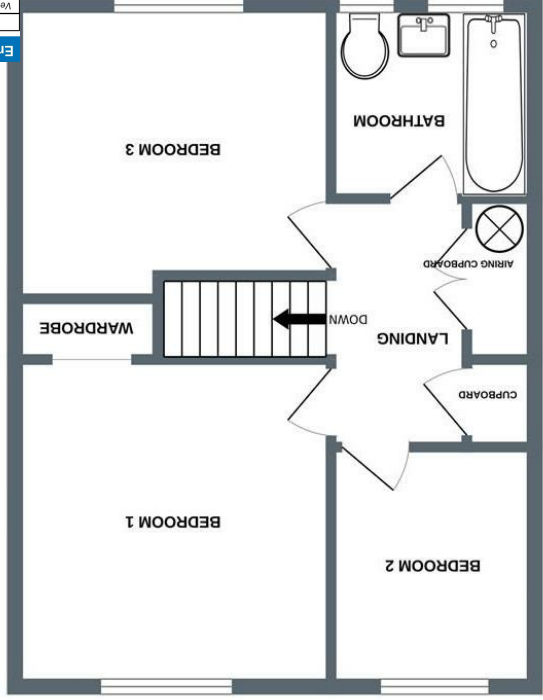 BEDROOM 2
BEDROOM 1
CUPBOARD
LANDING
WARDROBE
DOWN
AIRING CUPBOARD
BEDROOM 3
BATHROOM